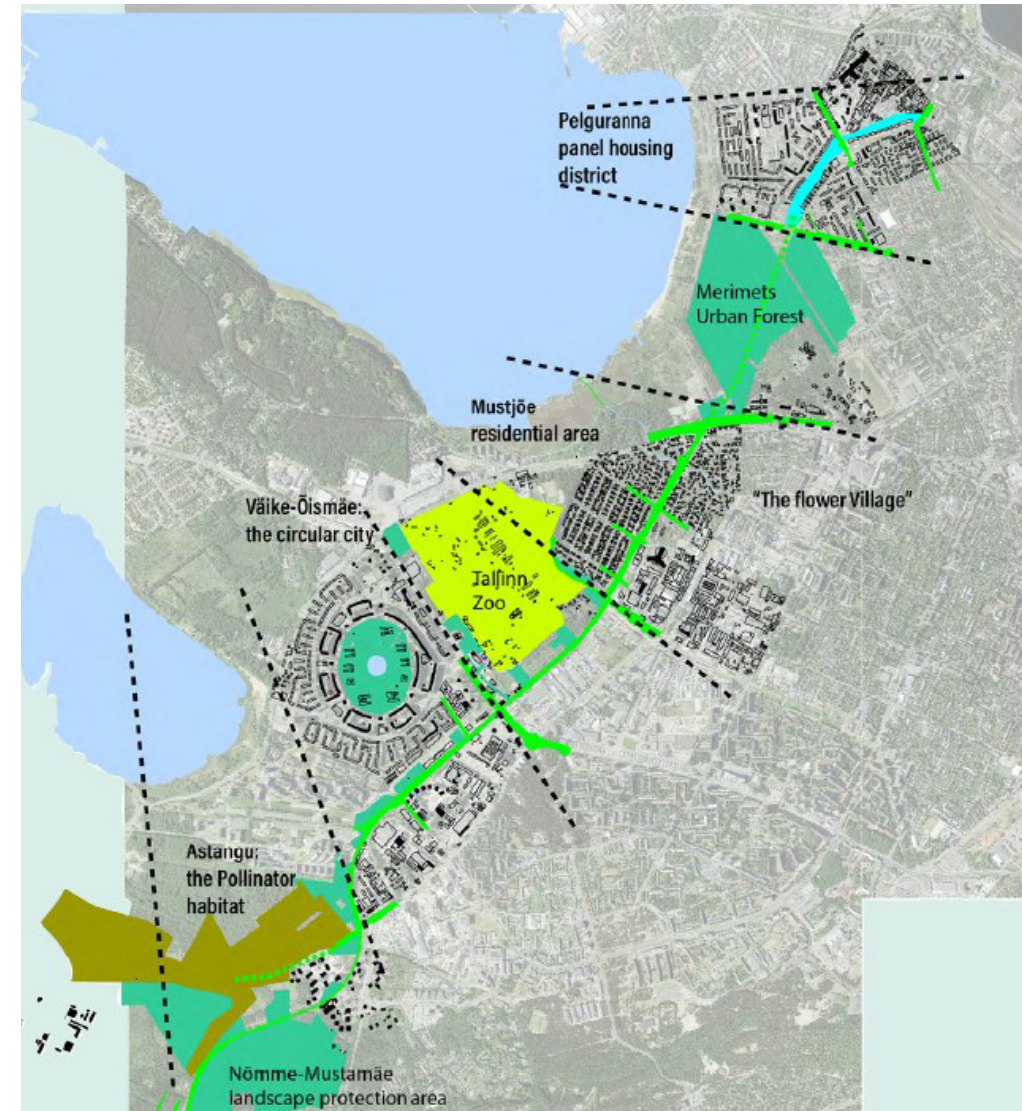 Pelguranna
panel housing
district
Merimets
Urban Forest
Mustjõe
residential area
"The flower Village"
Väike-Õismäe:
the circular city
Tallinn
Zoo
Astangu:
the Pollinator
habitat
Nõmme-Mustamäe
landscape protection area